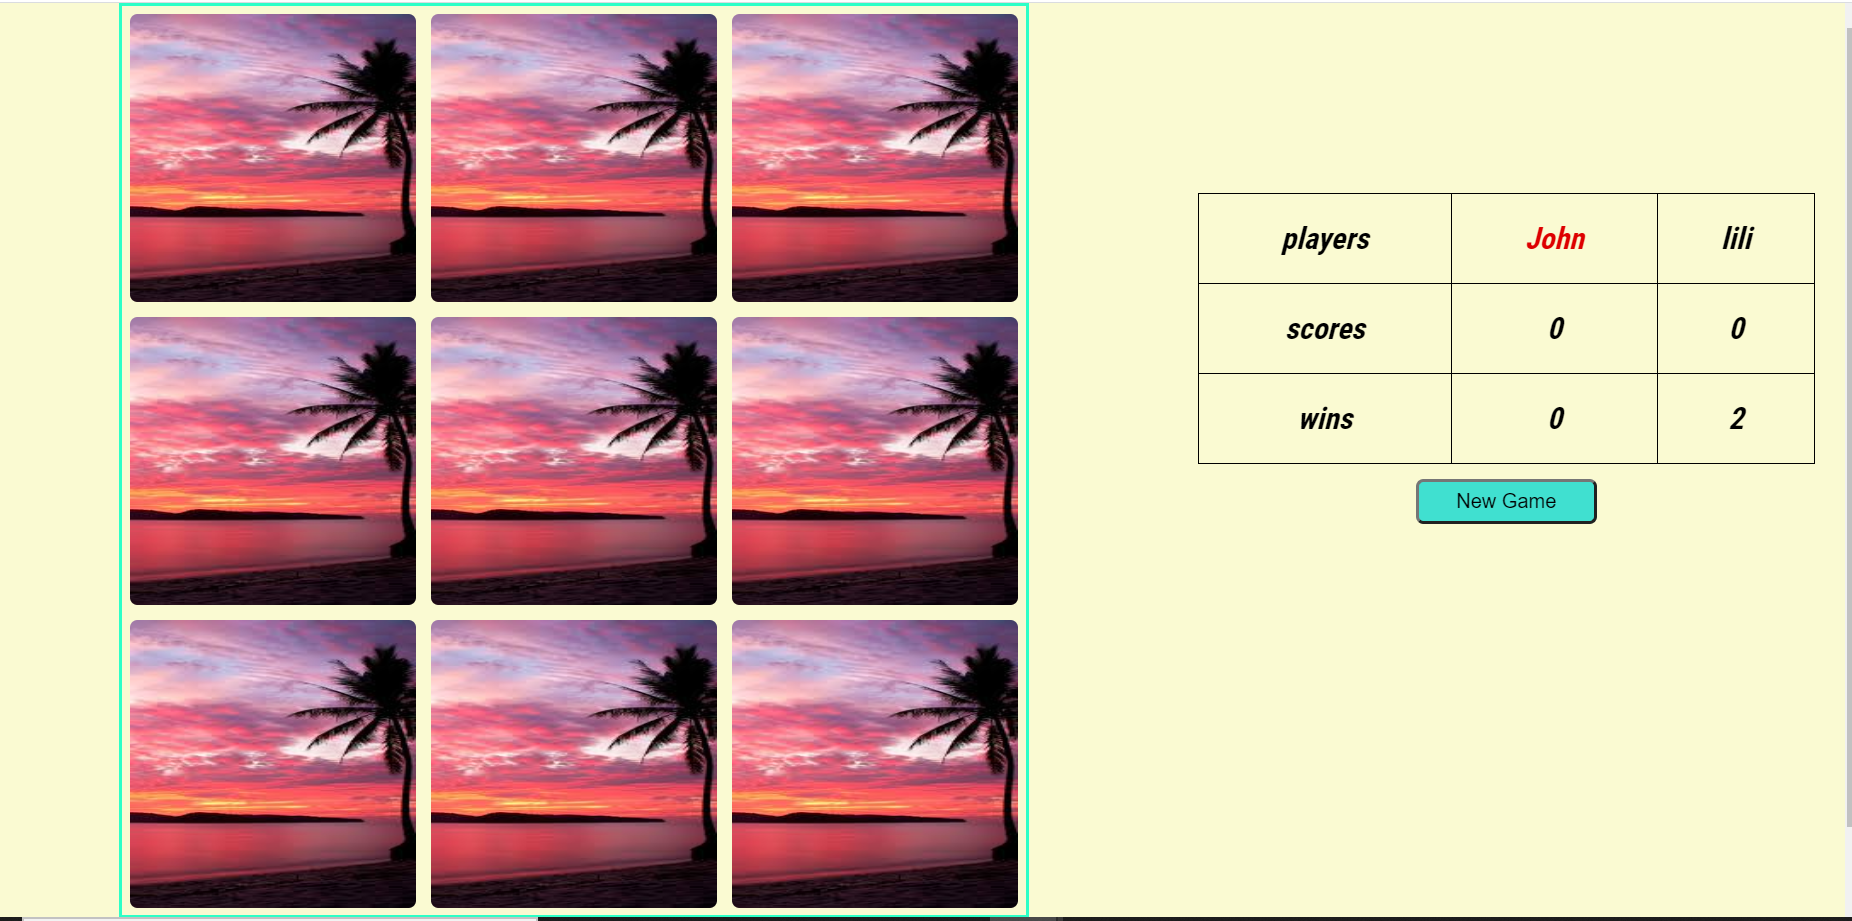 players John lili
scores 0 0
wins 0 2
New Game